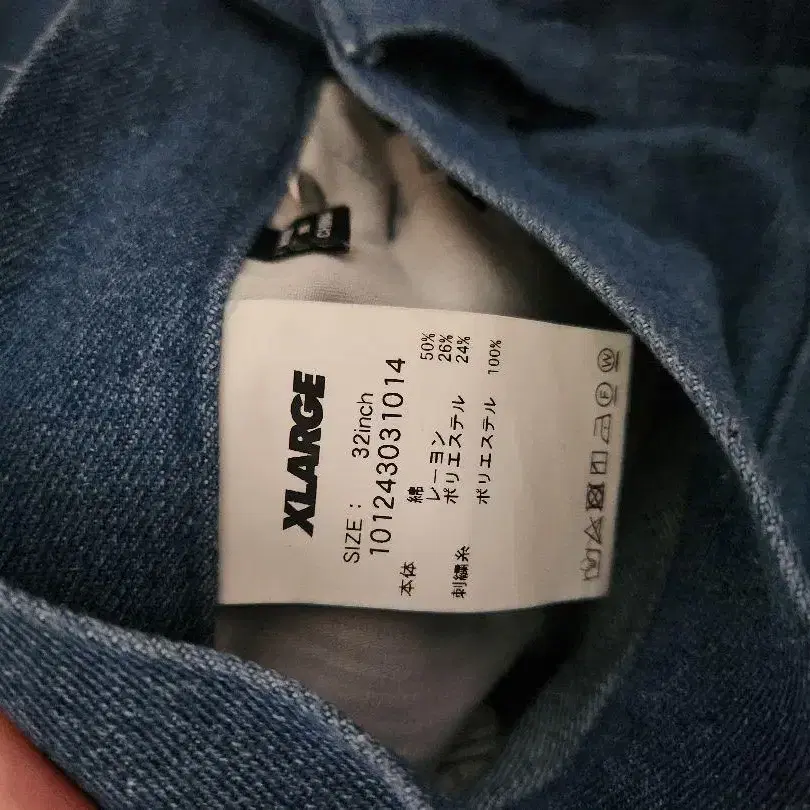 XLARGE
SIZE: 32inch
101243031014
本体 綿 50%
レーヨン 26%
ポリエステル 24%
刺繍糸 ポリエステル 100%
F W